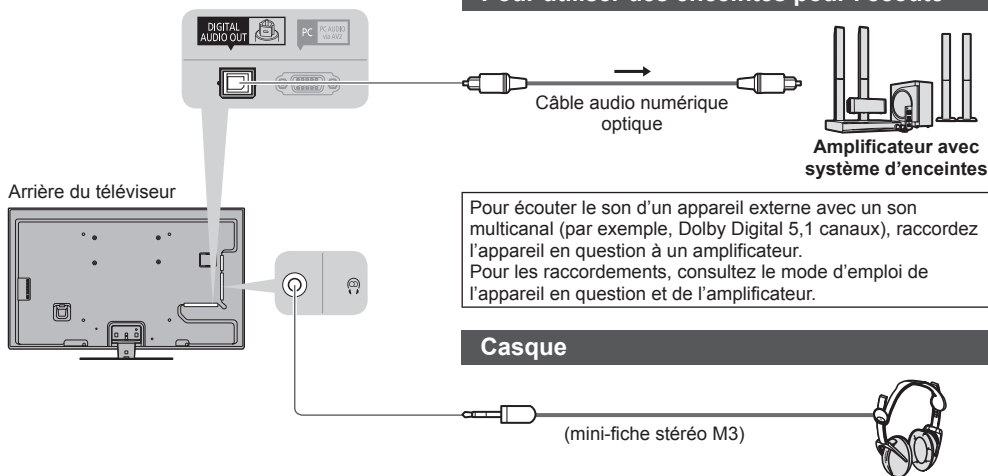 Pour utiliser des enceintes pour l'écoute
DIGITAL
AUDIO OUT
PC
PC AUDIO
via AV2
Câble audio numérique
optique
Amplificateur avec
système d'enceintes
Arrière du téléviseur
Pour écouter le son d'un appareil externe avec un son
multicanal (par exemple, Dolby Digital 5,1 canaux), raccordez
l'appareil en question à un amplificateur.
Pour les raccordements, consultez le mode d'emploi de
l'appareil en question et de l'amplificateur.
Casque
(mini-fiche stéréo M3)